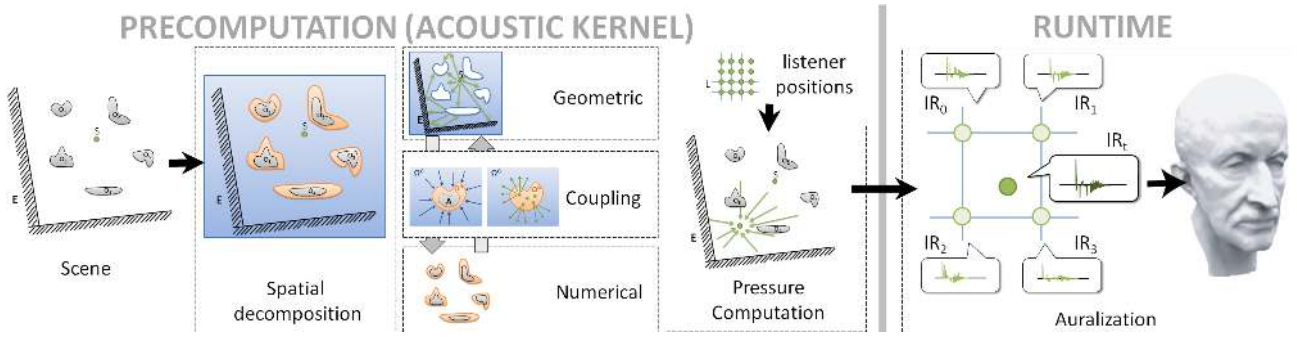 PRECOMPUTATION (ACOUSTIC KERNEL)
RUNTIME
Scene
E
S
Spatial
decomposition
E
S
Geometric
E
Coupling
Numerical
listener
positions
L
E
S
Pressure
Computation
IR0
IR1
IRt
IR2
IR3
Auralization